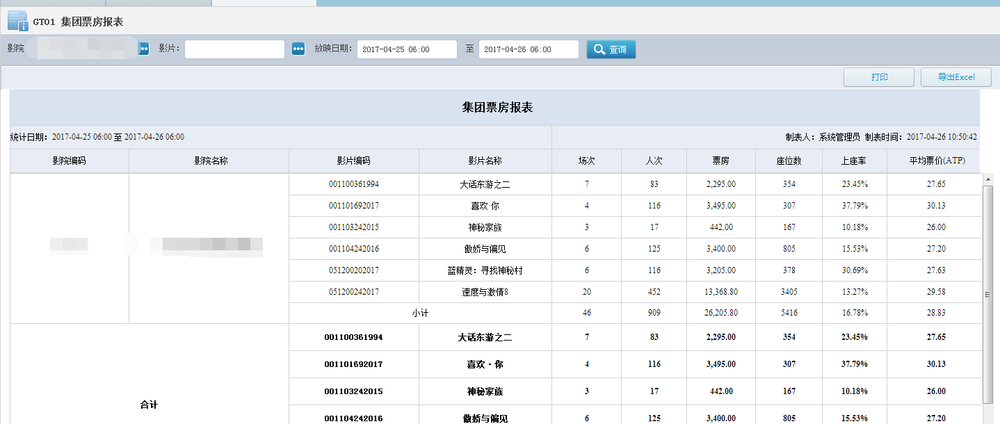 GT01 集团票房报表
影院 影片： 放映日期： 2017-04-25 06:00 至 2017-04-26 06:00 查询
打印 导出Excel
集团票房报表
统计日期：2017-04-25 06:00 至 2017-04-26 06:00 制表人：系统管理员 制表时间：2017-04-26 10:50:42
影院编码 影院名称 影片编码 影片名称 场次 人次 票房 座位数 上座率 平均票价(ATP)
001100361994 大话东游之二 7 83 2,295.00 354 23.45% 27.65
001101692017 喜欢·你 4 116 3,495.00 307 37.79% 30.13
001103242015 神秘家族 3 17 442.00 167 10.18% 26.00
001104242016 傲娇与偏见 6 125 3,400.00 805 15.53% 27.20
051200202017 蓝精灵：寻找神秘村 6 116 3,205.00 378 30.69% 27.63
051200242017 速度与激情8 20 452 13,368.80 3405 13.27% 29.58
小计 46 909 26,205.80 5416 16.78% 28.83
合计
001100361994 大话东游之二 7 83 2,295.00 354 23.45% 27.65
001101692017 喜欢·你 4 116 3,495.00 307 37.79% 30.13
001103242015 神秘家族 3 17 442.00 167 10.18% 26.00
001104242016 傲娇与偏见 6 125 3,400.00 805 15.53% 27.20